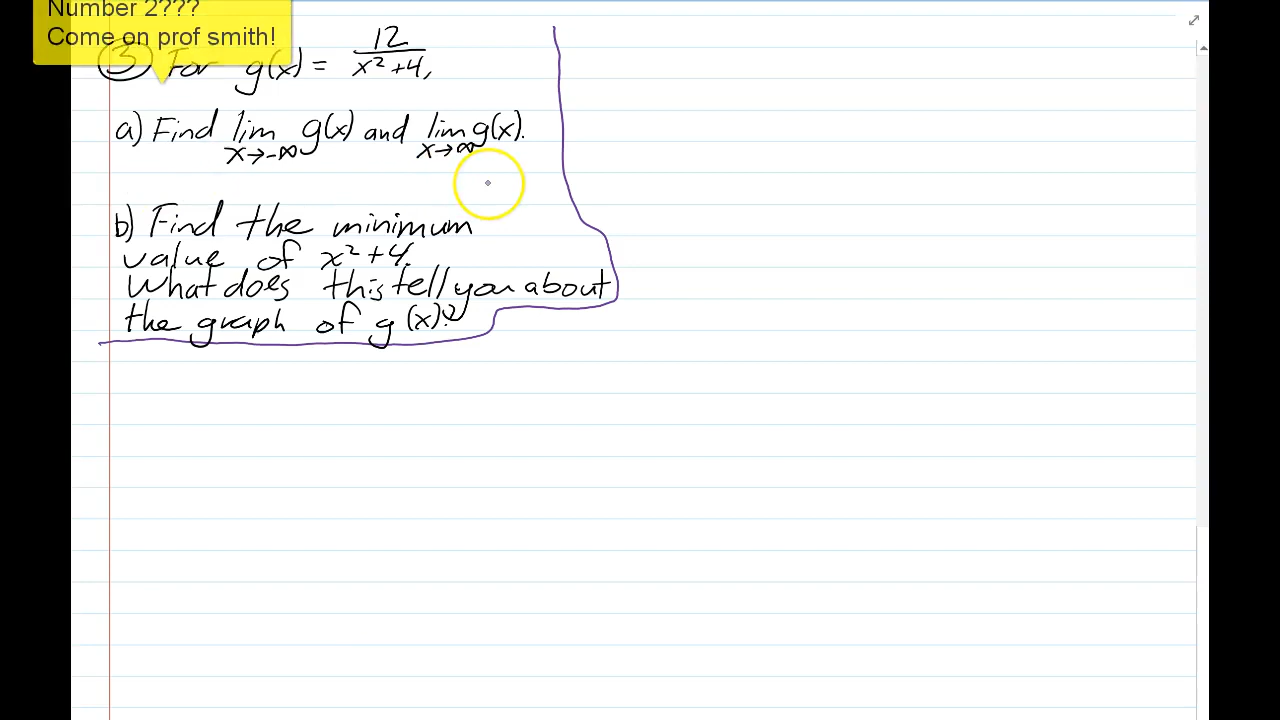 Number 2???
Come on prof smith!
③ For g(x) = 12/(x² + 4),
a) Find lim x→-∞ g(x) and lim x→∞ g(x).
b) Find the minimum
value of x² + 4.
What does this tell you about
the graph of g(x)?